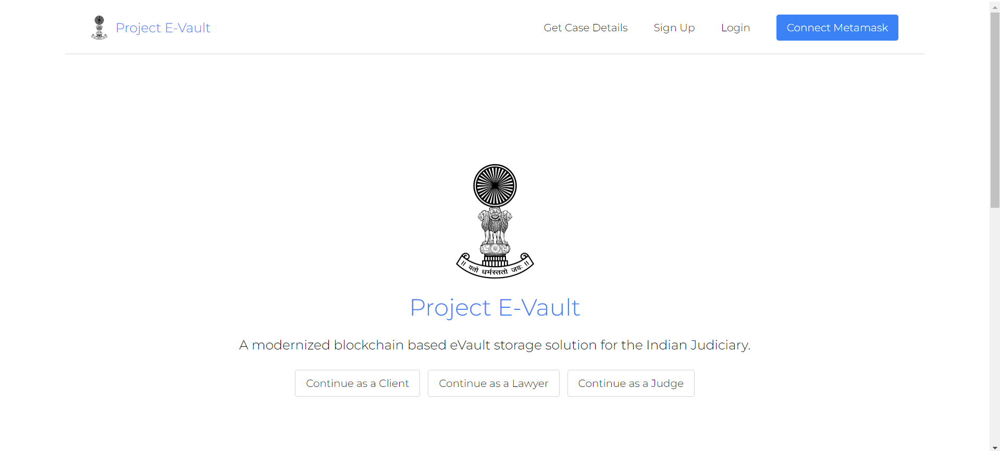 Project E-Vault
Get Case Details
Sign Up
Login
Connect Metamask
॥ यतो धर्मस्ततो जयः ॥
Project E-Vault
A modernized blockchain based eVault storage solution for the Indian Judiciary.
Continue as a Client
Continue as a Lawyer
Continue as a Judge